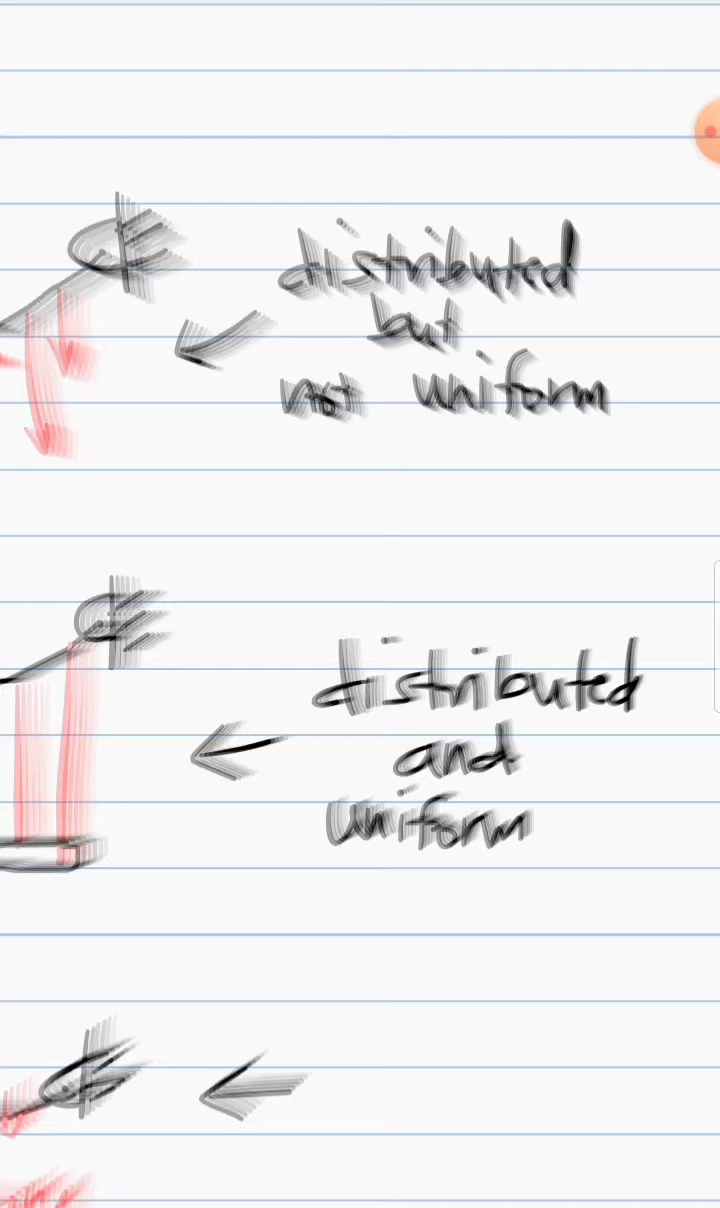 distributed
but
not uniform
distributed
and
uniform